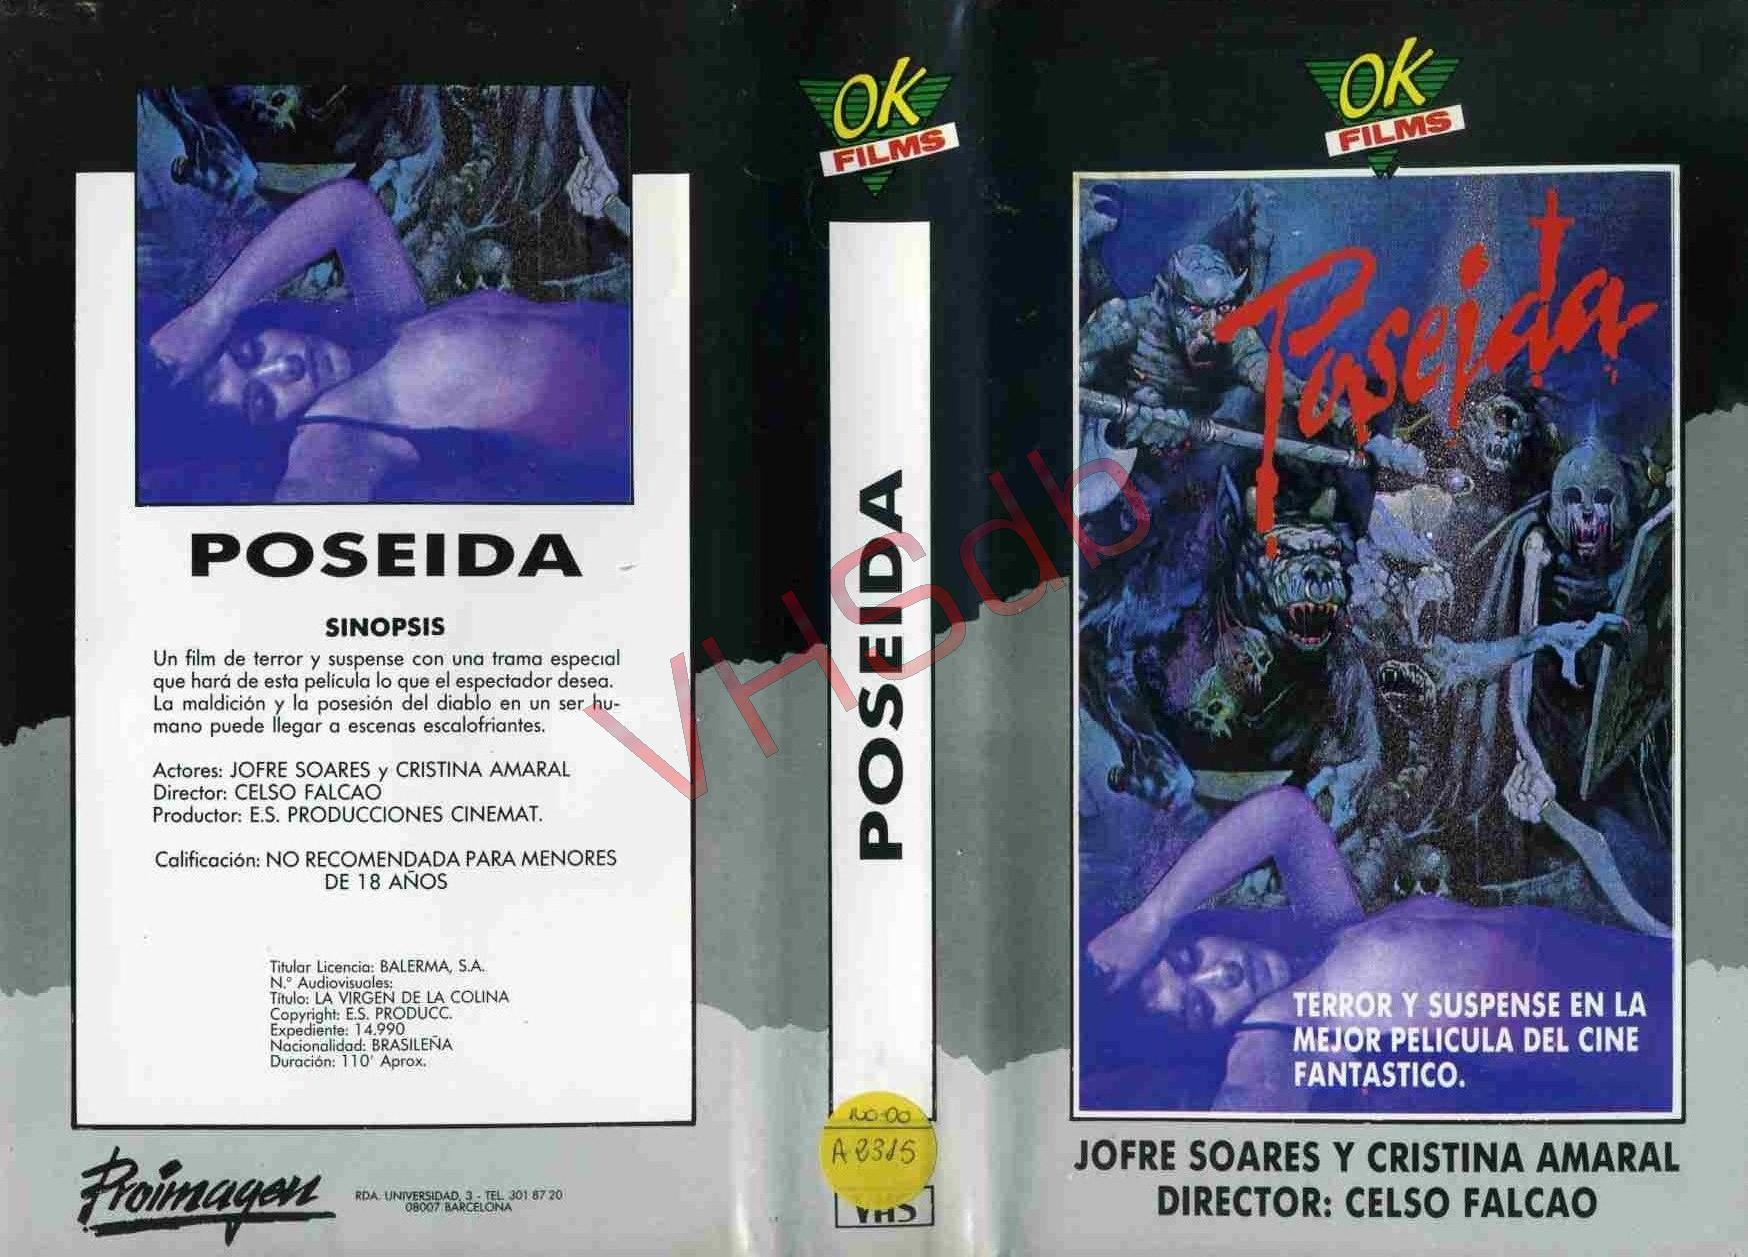 POSEIDA
SINOPSIS
Un film de terror y suspense con una trama especial
que hará de esta película lo que el espectador desea.
La maldición y la posesión del diablo en un ser hu-
mano puede llegar a escenas escalofriantes.
Actores: JOFRE SOARES y CRISTINA AMARAL
Director: CELSO FALCAO
Productor: E.S. PRODUCCIONES CINEMAT.
Calificación: NO RECOMENDADA PARA MENORES
DE 18 AÑOS
Titular Licencia: BALERMA, S.A.
N.º Audiovisuales:
Título: LA VIRGEN DE LA COLINA
Copyright: E.S. PRODUCC.
Expediente: 14.990
Nacionalidad: BRASILEÑA
Duración: 110' Aprox.
Proimagen
RDA. UNIVERSIDAD, 3 - TEL. 301 87 20
08007 BARCELONA
OK
FILMS
POSEIDA
A 2315
VHS
VHSdb
OK
FILMS
Poseida
TERROR Y SUSPENSE EN LA
MEJOR PELICULA DEL CINE
FANTASTICO.
JOFRE SOARES Y CRISTINA AMARAL
DIRECTOR: CELSO FALCAO